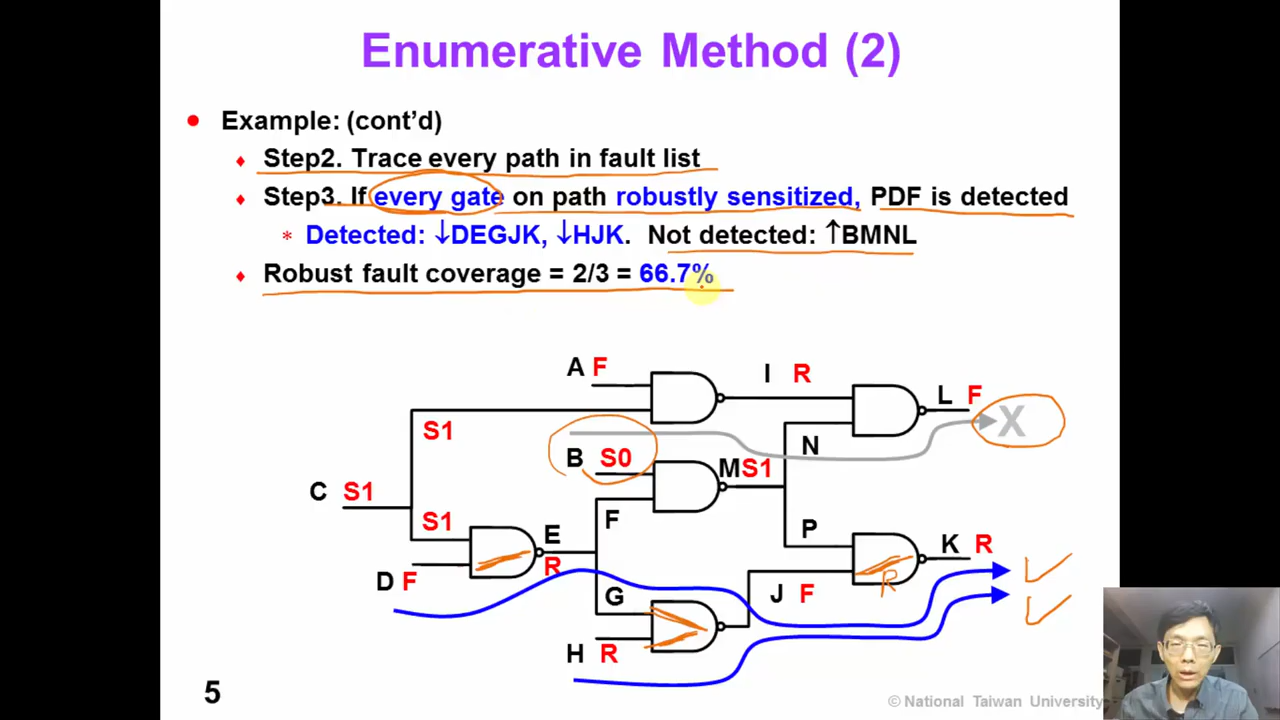 Enumerative Method (2)
Example: (cont'd)
Step2. Trace every path in fault list
Step3. If every gate on path robustly sensitized, PDF is detected
* Detected: ↓DEGJK, ↓HJK. Not detected: ↑BMNL
Robust fault coverage = 2/3 = 66.7%
A F
I R
L F
X
S1
B S0
N
M S1
C S1
S1
F
P
E
K R
D F
R
R
G
J F
H R
5
© National Taiwan University